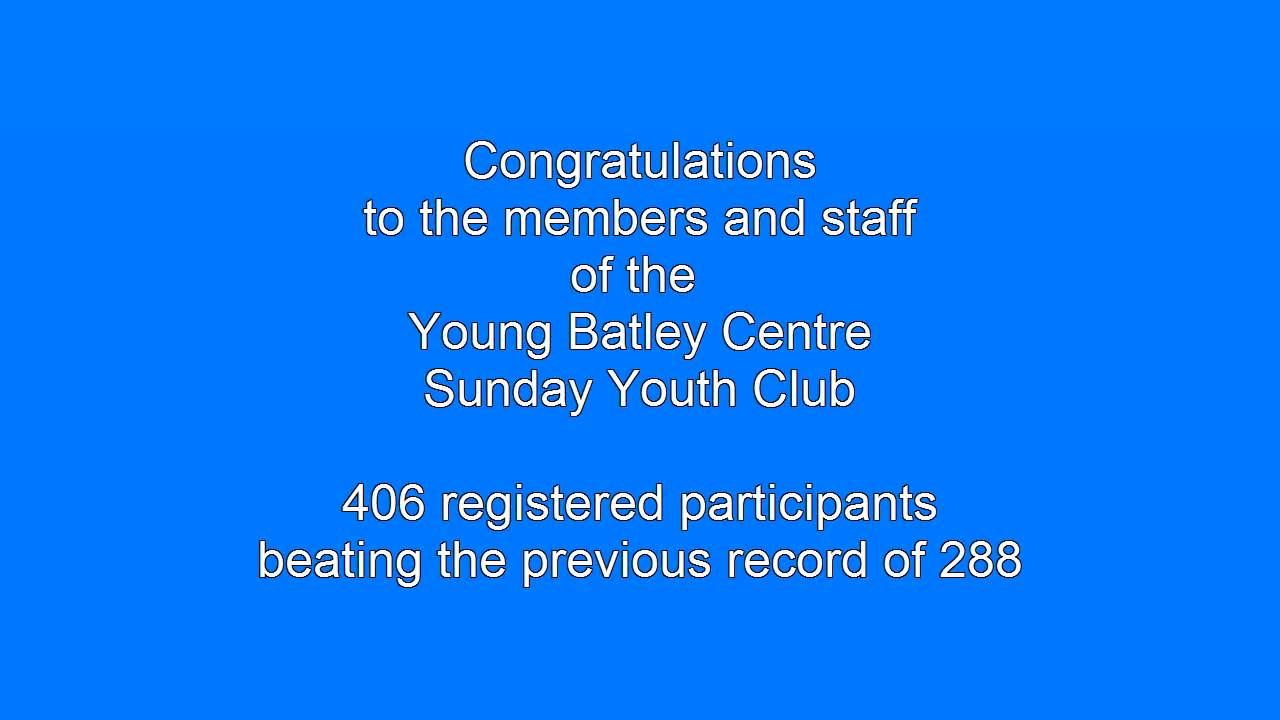 Congratulations
to the members and staff
of the
Young Batley Centre
Sunday Youth Club
406 registered participants
beating the previous record of 288